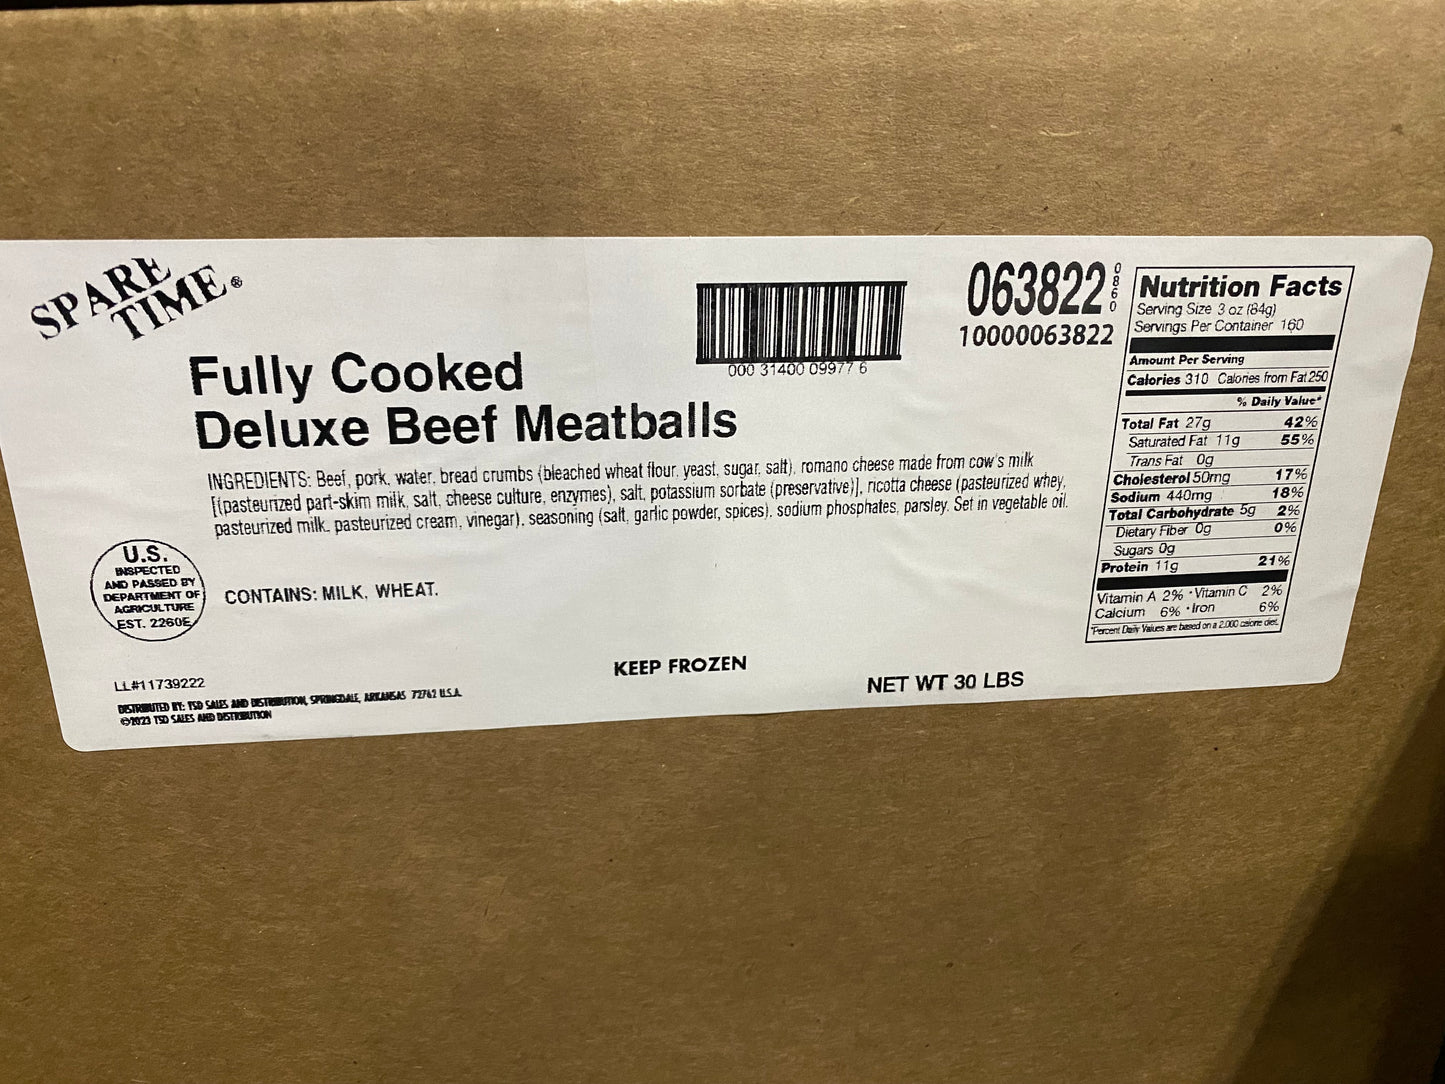 SPARE
TIME®
Fully Cooked
Deluxe Beef Meatballs
000 31400 09977 6
063822
0860
10000063822
INGREDIENTS: Beef, pork, water, bread crumbs (bleached wheat flour, yeast, sugar, salt), romano cheese made from cow's milk
[(pasteurized part-skim milk, salt, cheese culture, enzymes), salt, potassium sorbate (preservative)], ricotta cheese (pasteurized whey,
pasteurized milk, pasteurized cream, vinegar), seasoning (salt, garlic powder, spices), sodium phosphates, parsley. Set in vegetable oil.
U.S.
INSPECTED
AND PASSED BY
DEPARTMENT OF
AGRICULTURE
EST. 2260E
CONTAINS: MILK, WHEAT.
KEEP FROZEN
NET WT 30 LBS
LL#11739222
DISTRIBUTED BY: TSD SALES AND DISTRIBUTION, SPRINGDALE, ARKANSAS 72762 U.S.A.
©2023 TSD SALES AND DISTRIBUTION
Nutrition Facts
Serving Size 3 oz (84g)
Servings Per Container 160
Amount Per Serving
Calories 310 Calories from Fat 250
% Daily Value*
Total Fat 27g 42%
Saturated Fat 11g 55%
Trans Fat 0g
Cholesterol 50mg 17%
Sodium 440mg 18%
Total Carbohydrate 5g 2%
Dietary Fiber 0g 0%
Sugars 0g
Protein 11g 21%
Vitamin A 2% • Vitamin C 2%
Calcium 6% • Iron 6%
*Percent Daily Values are based on a 2,000 calorie diet.